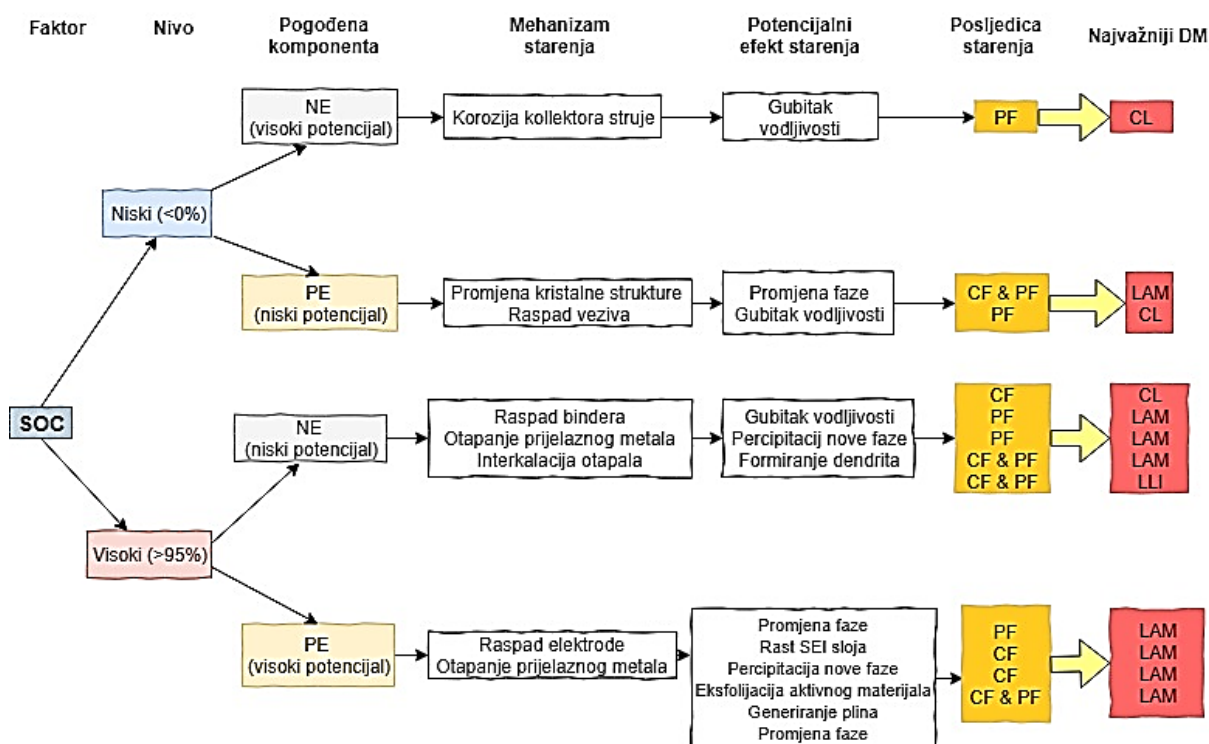 Faktor
Nivo
Pogođena
komponenta
Mehanizam
starenja
Potencijalni
efekt starenja
Posljedica
starenja
Najvažniji DM
NE
(visoki potencijal)
Korozija kollektora struje
Gubitak
vodljivosti
PF
CL
Niski (<0%)
PE
(niski potencijal)
Promjena kristalne strukture
Raspad veziva
Promjena faze
Gubitak vodljivosti
CF & PF
PF
LAM
CL
SOC
NE
(niski potencijal)
Raspad bindera
Otapanje prijelaznog metala
Interkalacija otapala
Gubitak vodljivosti
Percipitacij nove faze
Formiranje dendrita
CF
PF
PF
CF & PF
CF & PF
CL
LAM
LAM
LAM
LLI
Visoki (>95%)
PE
(visoki potencijal)
Raspad elektrode
Otapanje prijelaznog metala
Promjena faze
Rast SEI sloja
Percipitacija nove faze
Eksfolijacija aktivnog materijala
Generiranje plina
Promjena faze
PF
CF
CF
CF & PF
LAM
LAM
LAM
LAM